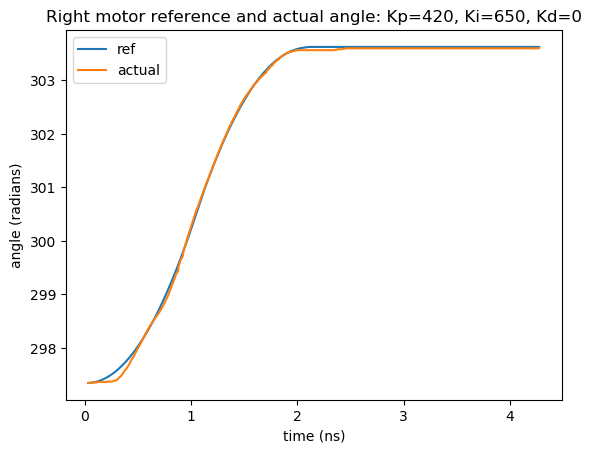 Right motor reference and actual angle: Kp=420, Ki=650, Kd=0
ref
actual
303
302
301
300
299
298
angle (radians)
0 1 2 3 4
time (ns)